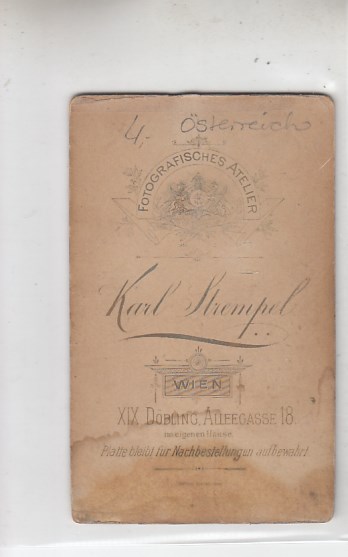 4,- Österreich
FOTOGRAFISCHES ATELIER
Karl Strempel
WIEN
XIX. DÖBLING, ALLEEGASSE 18.
im eigenen Hause.
Platte bleibt für Nachbestellungen aufbewahrt.